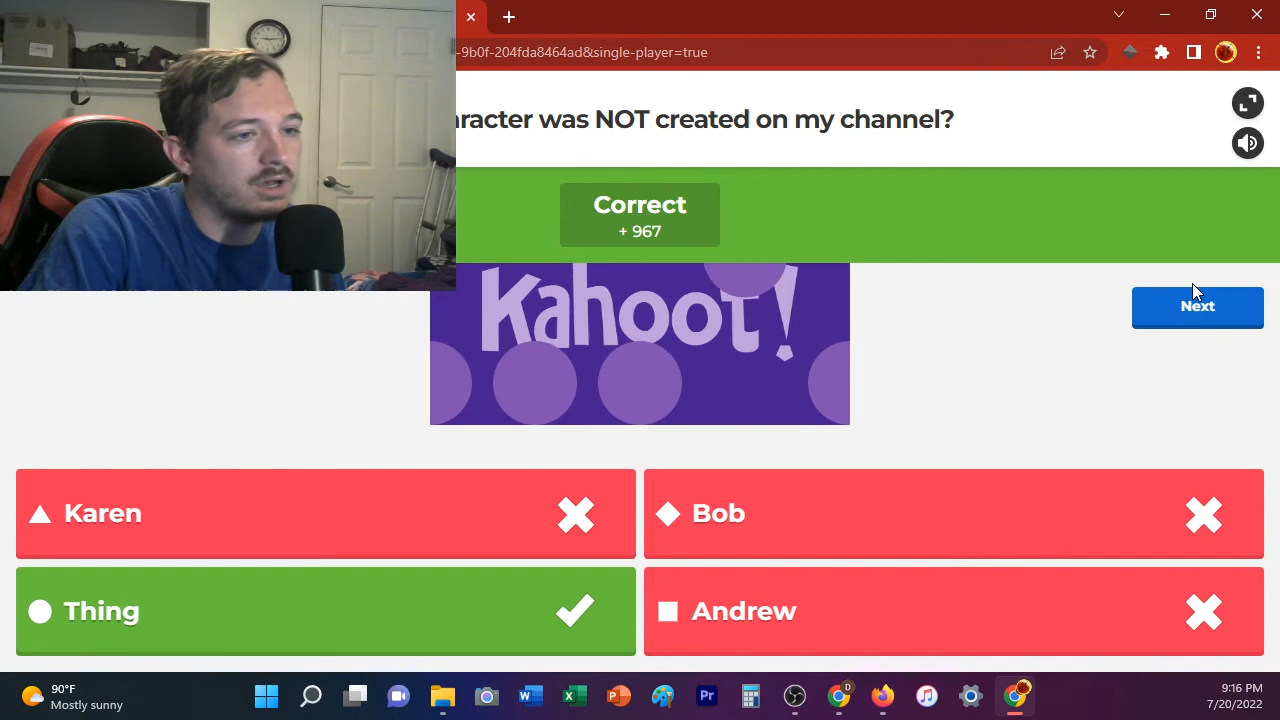 -9b0f-204fda8464ad&single-player=true
aracter was NOT created on my channel?
Correct
+ 967
Kahoot!
Next
Karen
Bob
Thing
Andrew
90°F
Mostly sunny
Pr
D
9:16 PM
7/20/2022